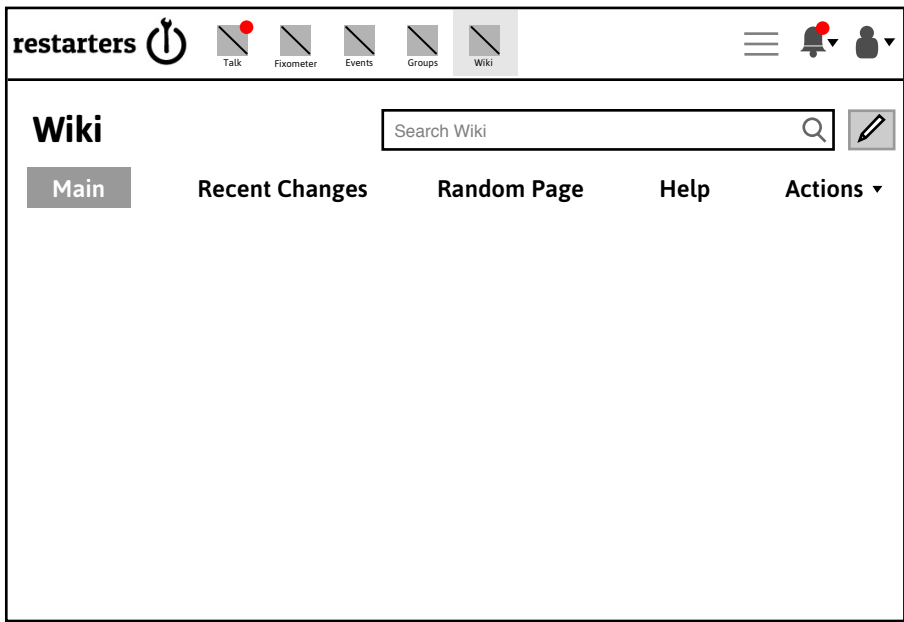 restarters
Talk Fixometer Events Groups Wiki
Wiki
Search Wiki
Main Recent Changes Random Page Help Actions